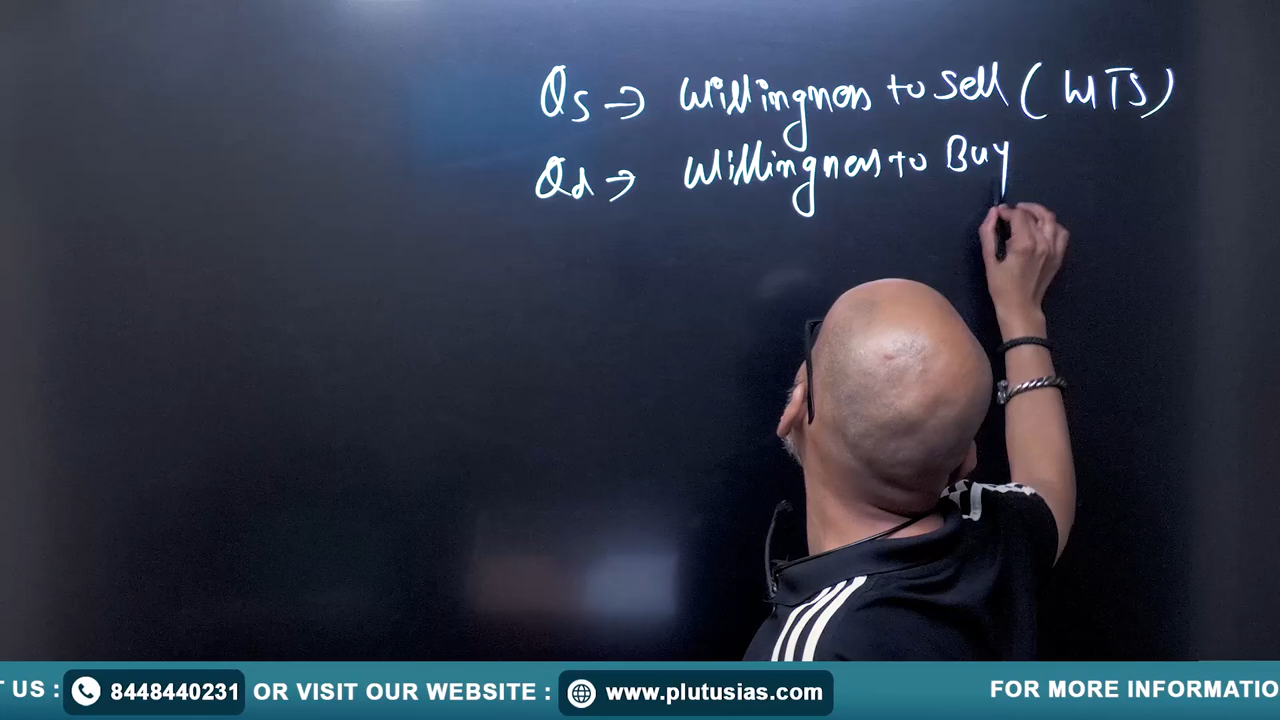 Qs → Willingness to Sell ( WTS )
Qd → Willingness to Buy
T US : 8448440231 OR VISIT OUR WEBSITE : www.plutusias.com FOR MORE INFORMATIO